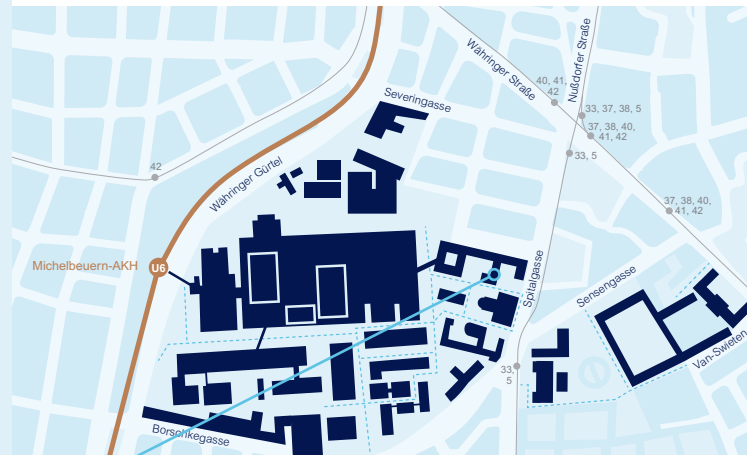 Währinger Straße
Nußdorfer Straße
40, 41,
42
Severingasse
33, 37, 38, 5
37, 38, 40,
41, 42
33, 5
42
Währinger Gürtel
37, 38, 40,
41, 42
Michelbeuern-AKH
U6
Spitalgasse
Sensengasse
Van-Swieten
33,
5
Borschkegasse